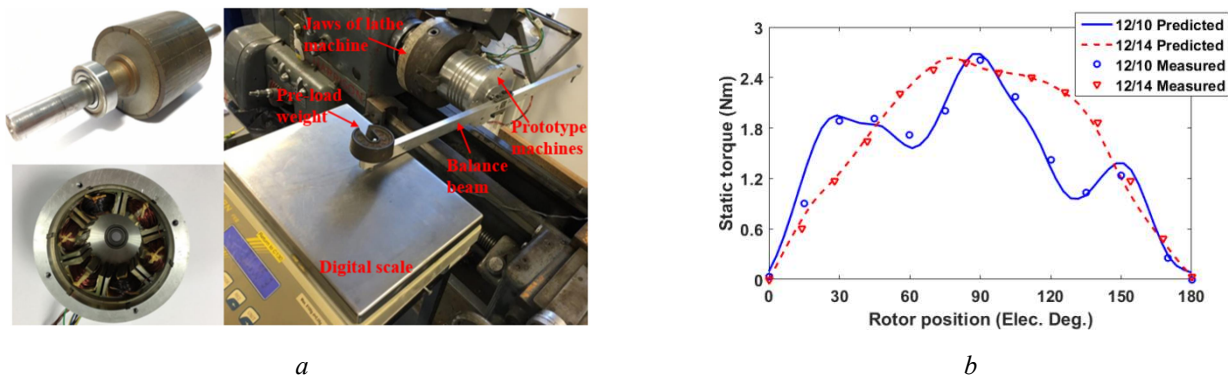 Jaws of lathe
machine
Pre-load
weight
Prototype
machines
Balance
beam
Digital scale
a
3
2.4
1.8
1.2
0.6
0
Static torque (Nm)
0 30 60 90 120 150 180
Rotor position (Elec. Deg.)
12/10 Predicted
12/14 Predicted
12/10 Measured
12/14 Measured
b